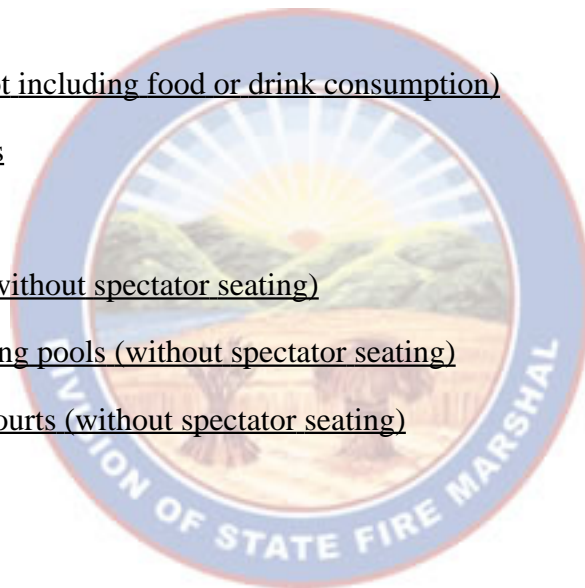 t including food or drink consumption)
s
without spectator seating)
ng pools (without spectator seating)
ourts (without spectator seating)
DIVISION OF STATE FIRE MARSHAL